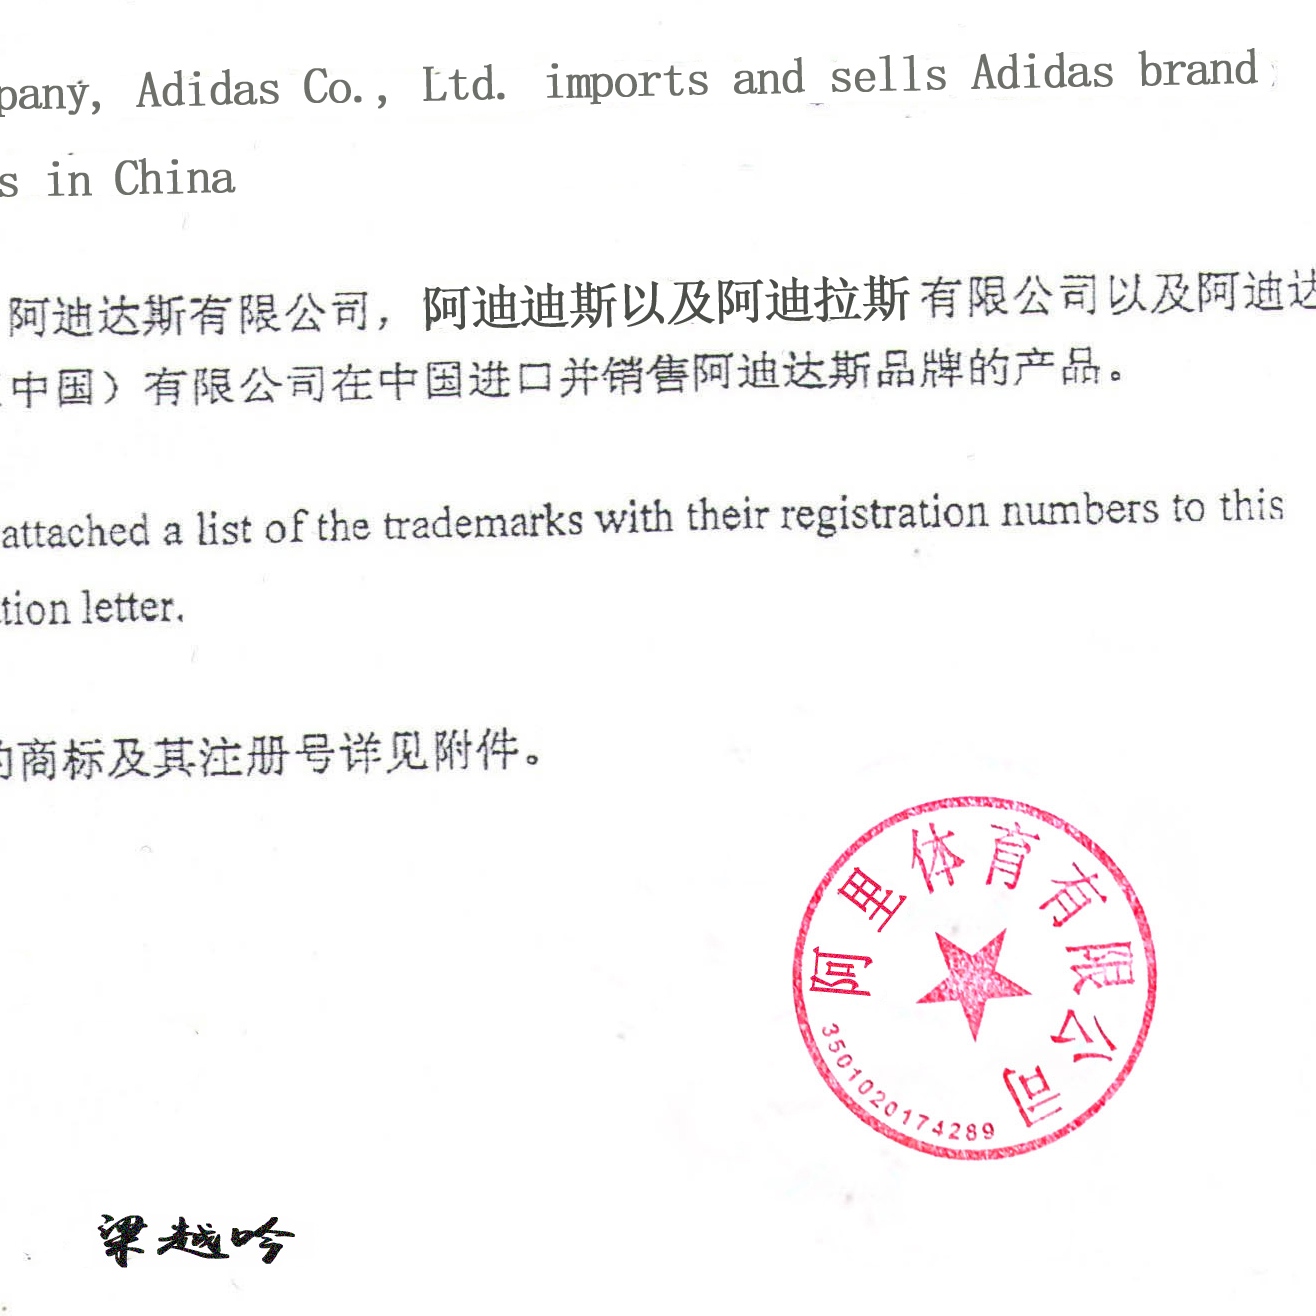 pany, Adidas Co., Ltd. imports and sells Adidas brand
s in China
阿迪达斯有限公司，阿迪迪斯以及阿迪拉斯有限公司以及阿迪达
（中国）有限公司在中国进口并销售阿迪达斯品牌的产品。
attached a list of the trademarks with their registration numbers to this
tion letter.
的商标及其注册号详见附件。
阿里体育有限公司
3501020174289
梁越吟